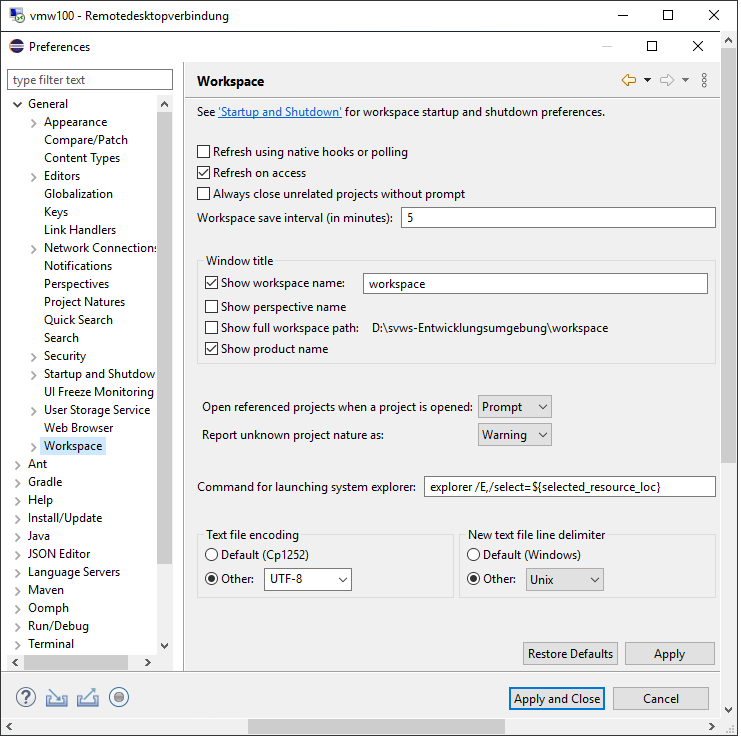 vmw100 - Remotedesktopverbindung
Preferences
type filter text
General
Appearance
Compare/Patch
Content Types
Editors
Globalization
Keys
Link Handlers
Network Connections
Notifications
Perspectives
Project Natures
Quick Search
Search
Security
Startup and Shutdow
UI Freeze Monitoring
User Storage Service
Web Browser
Workspace
Ant
Gradle
Help
Install/Update
Java
JSON Editor
Language Servers
Maven
Oomph
Run/Debug
Terminal
Workspace
See 'Startup and Shutdown' for workspace startup and shutdown preferences.
Refresh using native hooks or polling
Refresh on access
Always close unrelated projects without prompt
Workspace save interval (in minutes): 5
Window title
Show workspace name: workspace
Show perspective name
Show full workspace path: D:\svws-Entwicklungsumgebung\workspace
Show product name
Open referenced projects when a project is opened: Prompt
Report unknown project nature as: Warning
Command for launching system explorer: explorer /E,/select=${selected_resource_loc}
Text file encoding
Default (Cp1252)
Other: UTF-8
New text file line delimiter
Default (Windows)
Other: Unix
Restore Defaults Apply
? Apply and Close Cancel